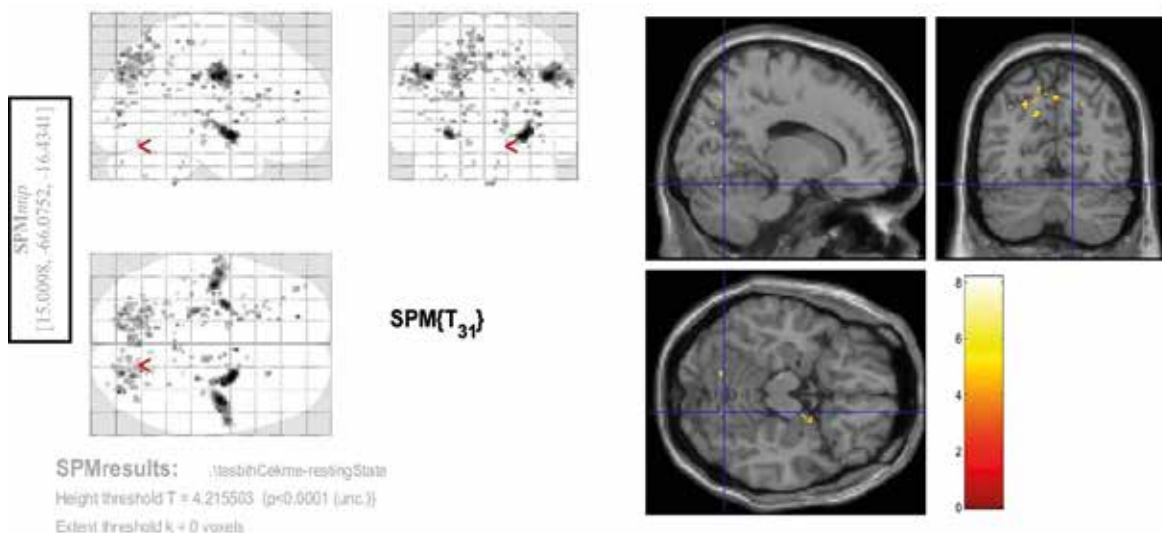 SPMmip
[15.0098, -66.0752, -16.4341]
SPM{T31}
SPMresults: .\tesbihCekme-restingState
Height threshold T = 4.215503 {p<0.0001 (unc.)}
Extent threshold k = 0 voxels
8
6
4
2
0